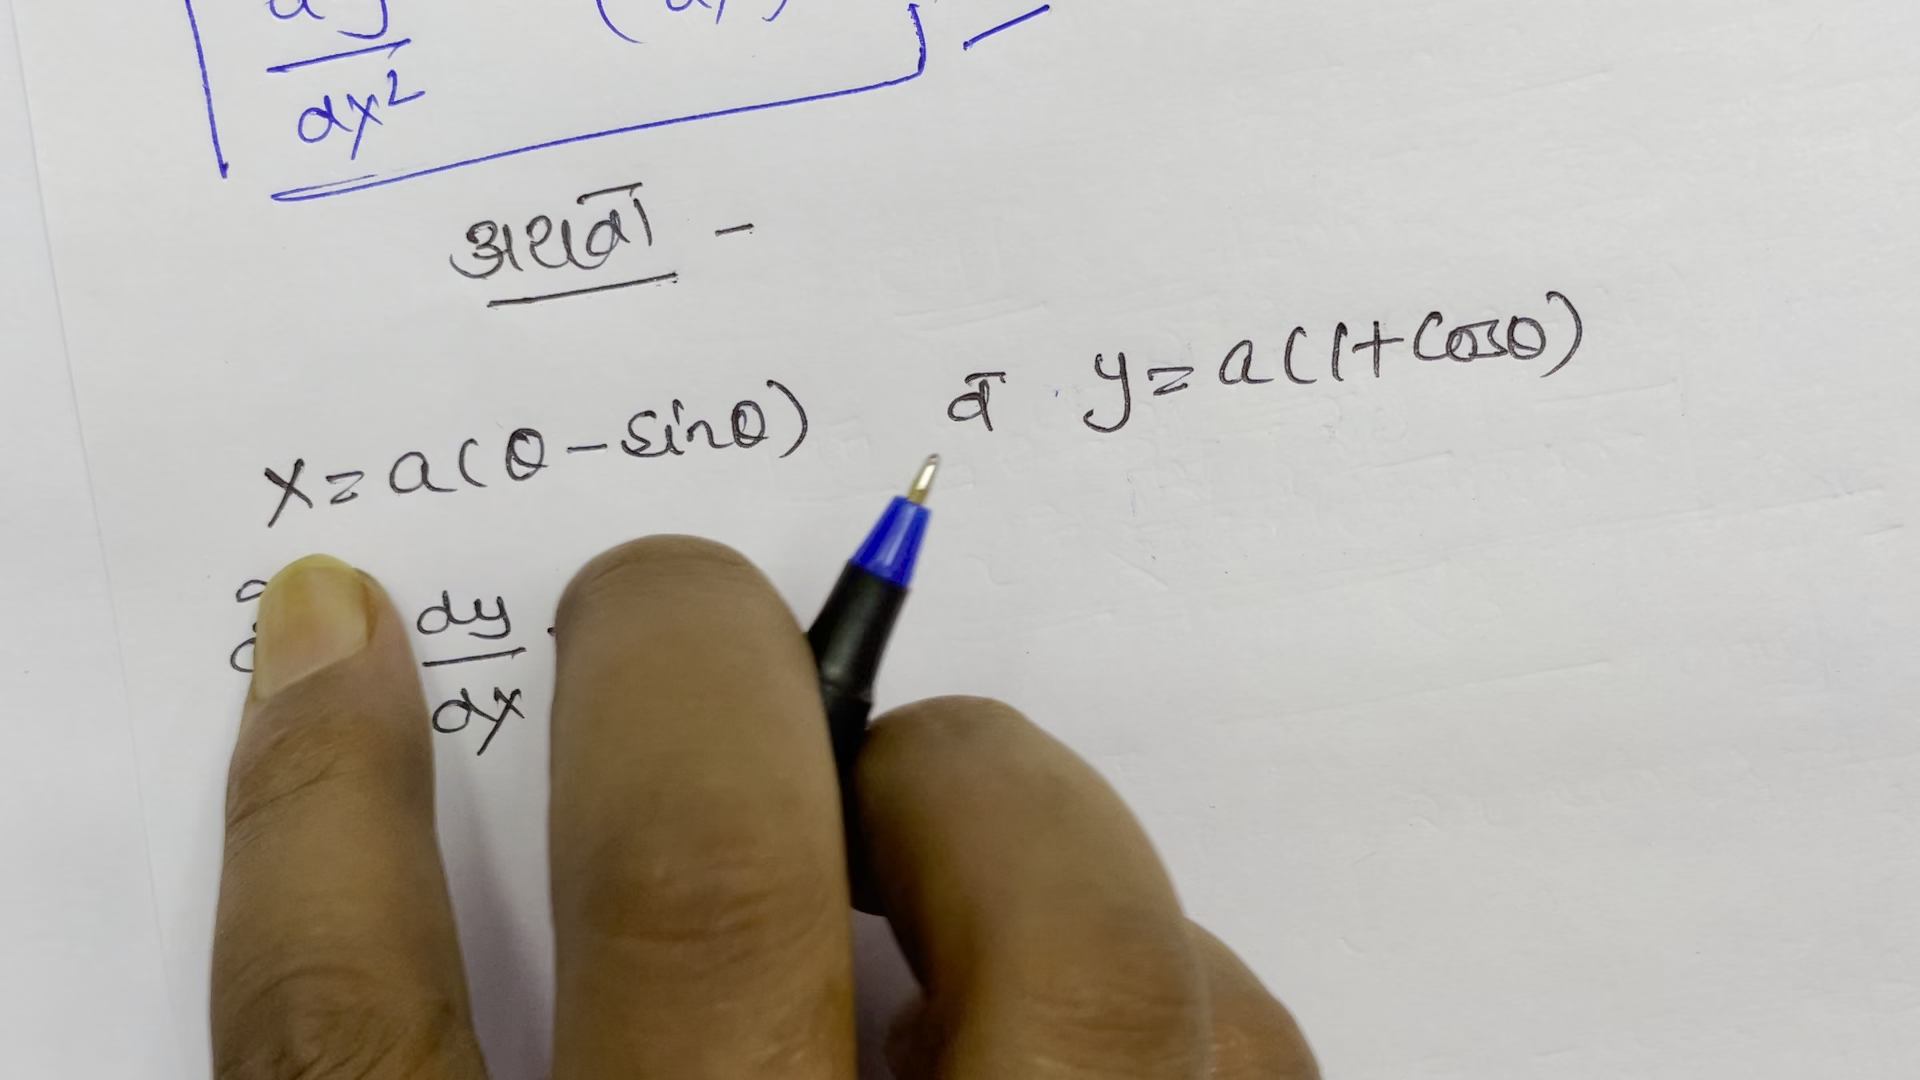 dx²
अथवा -
x = a(θ - sinθ) व y = a(1 + cosθ)
dy
dx